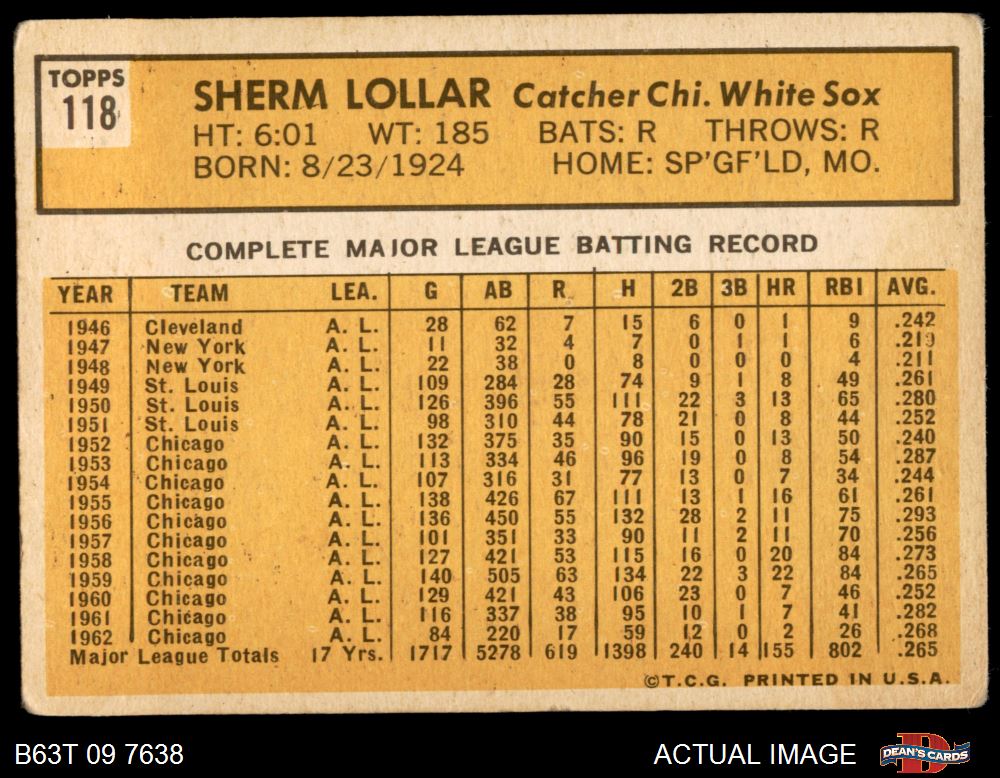 TOPPS
118
SHERM LOLLAR Catcher Chi. White Sox
HT: 6:01 WT: 185 BATS: R THROWS: R
BORN: 8/23/1924 HOME: SP'GF'LD, MO.
COMPLETE MAJOR LEAGUE BATTING RECORD
YEAR TEAM LEA. G AB R H 2B 3B HR RBI AVG.
1946 Cleveland A. L. 28 62 7 15 6 0 1 9 .242
1947 New York A. L. 11 32 4 7 0 1 1 6 .219
1948 New York A. L. 22 38 0 8 0 0 0 4 .211
1949 St. Louis A. L. 109 284 28 74 9 1 8 49 .261
1950 St. Louis A. L. 126 396 55 111 22 3 13 65 .280
1951 St. Louis A. L. 98 310 44 78 21 0 8 44 .252
1952 Chicago A. L. 132 375 35 90 15 0 13 50 .240
1953 Chicago A. L. 113 334 46 96 19 0 8 54 .287
1954 Chicago A. L. 107 316 31 77 13 0 7 34 .244
1955 Chicago A. L. 138 426 67 111 13 1 16 61 .261
1956 Chicago A. L. 136 450 55 132 28 2 11 75 .293
1957 Chicago A. L. 101 351 33 90 11 2 11 70 .256
1958 Chicago A. L. 127 421 53 115 16 0 20 84 .273
1959 Chicago A. L. 140 505 63 134 22 3 22 84 .265
1960 Chicago A. L. 129 421 43 106 23 0 7 46 .252
1961 Chicago A. L. 116 337 38 95 10 1 7 41 .282
1962 Chicago A. L. 84 220 17 59 12 0 2 26 .268
Major League Totals 17 Yrs. 1717 5278 619 1398 240 14 155 802 .265
©T.C.G. PRINTED IN U.S.A.
B63T 09 7638 ACTUAL IMAGE DEAN'S CARDS